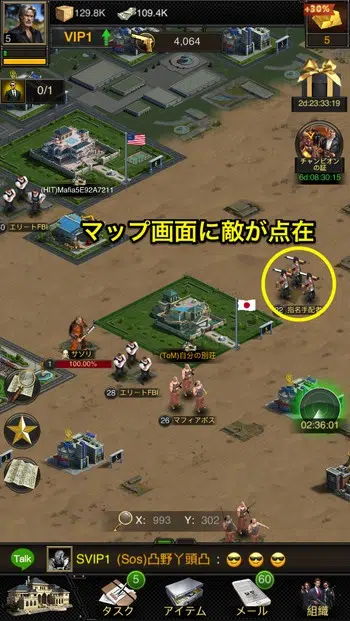 129.8K
109.4K
+30%
5
VIP1
4,064
5
0/1
2d:23:33:19
チャンピオン
の証
6d:08:30:15
(HIT)Mafia5E92A7211
エリートFBI
マップ画面に敵が点在
指名手配者
サソリ
(ToM)自分の別荘
1
100.00%
28 エリートFBI
26 マフィアボス
02:36:01
X: 993 Y: 302
Talk
SVIP1 (Sos)凸野丫頭凸 : 😎 😎 😎
5
60
タスク
アイテム
メール
組織